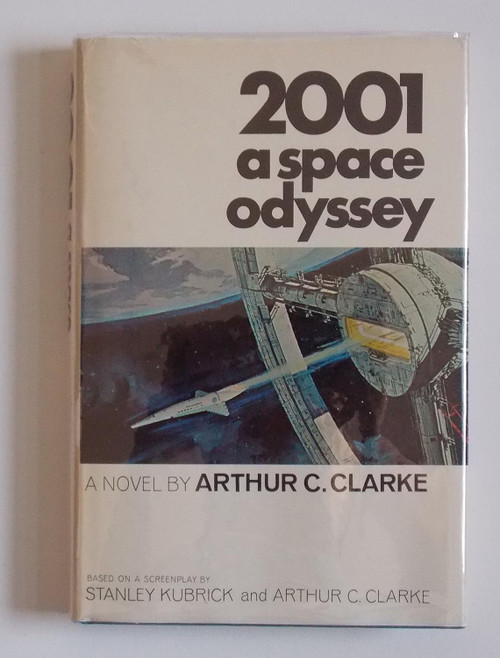 2001
a space
odyssey
A NOVEL BY ARTHUR C. CLARKE
BASED ON A SCREENPLAY BY
STANLEY KUBRICK and ARTHUR C. CLARKE